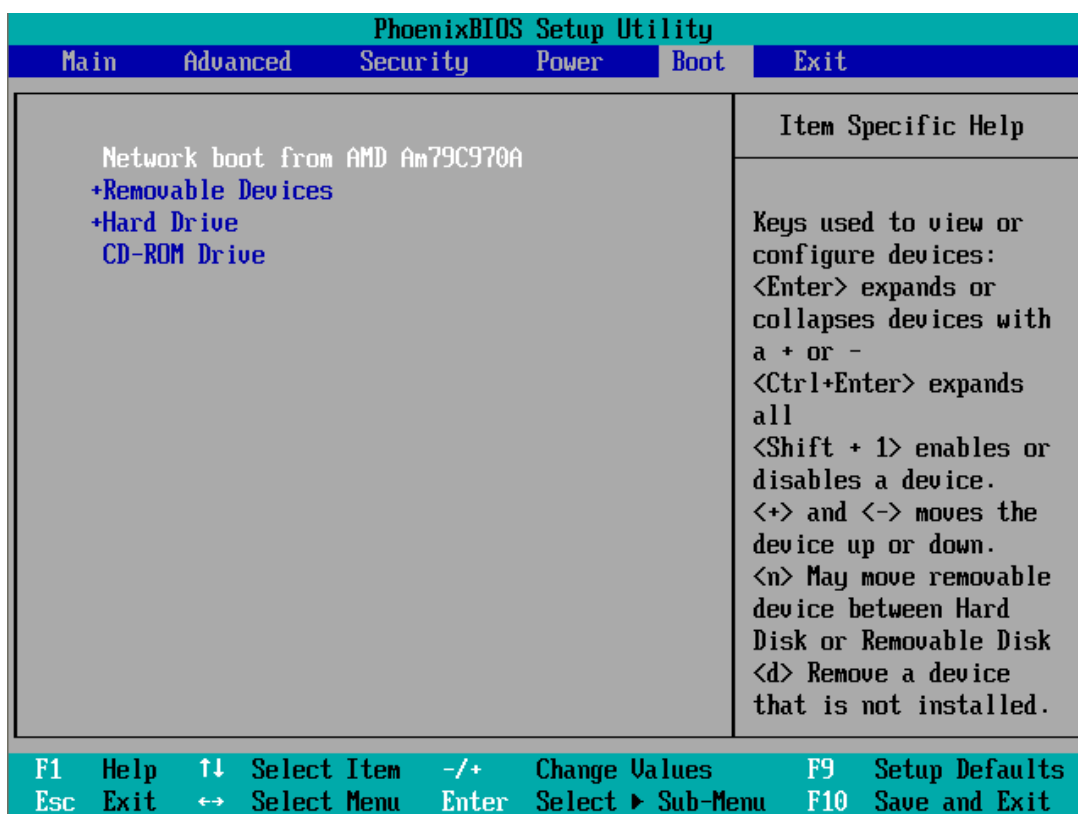 PhoenixBIOS Setup Utility
Main Advanced Security Power Boot Exit
Network boot from AMD Am79C970A
+Removable Devices
+Hard Drive
CD-ROM Drive
Item Specific Help
Keys used to view or
configure devices:
<Enter> expands or
collapses devices with
a + or -
<Ctrl+Enter> expands
all
<Shift + 1> enables or
disables a device.
<+> and <-> moves the
device up or down.
<n> May move removable
device between Hard
Disk or Removable Disk
<d> Remove a device
that is not installed.
F1 Help ↑↓ Select Item -/+ Change Values F9 Setup Defaults
Esc Exit ↔ Select Menu Enter Select ▶ Sub-Menu F10 Save and Exit